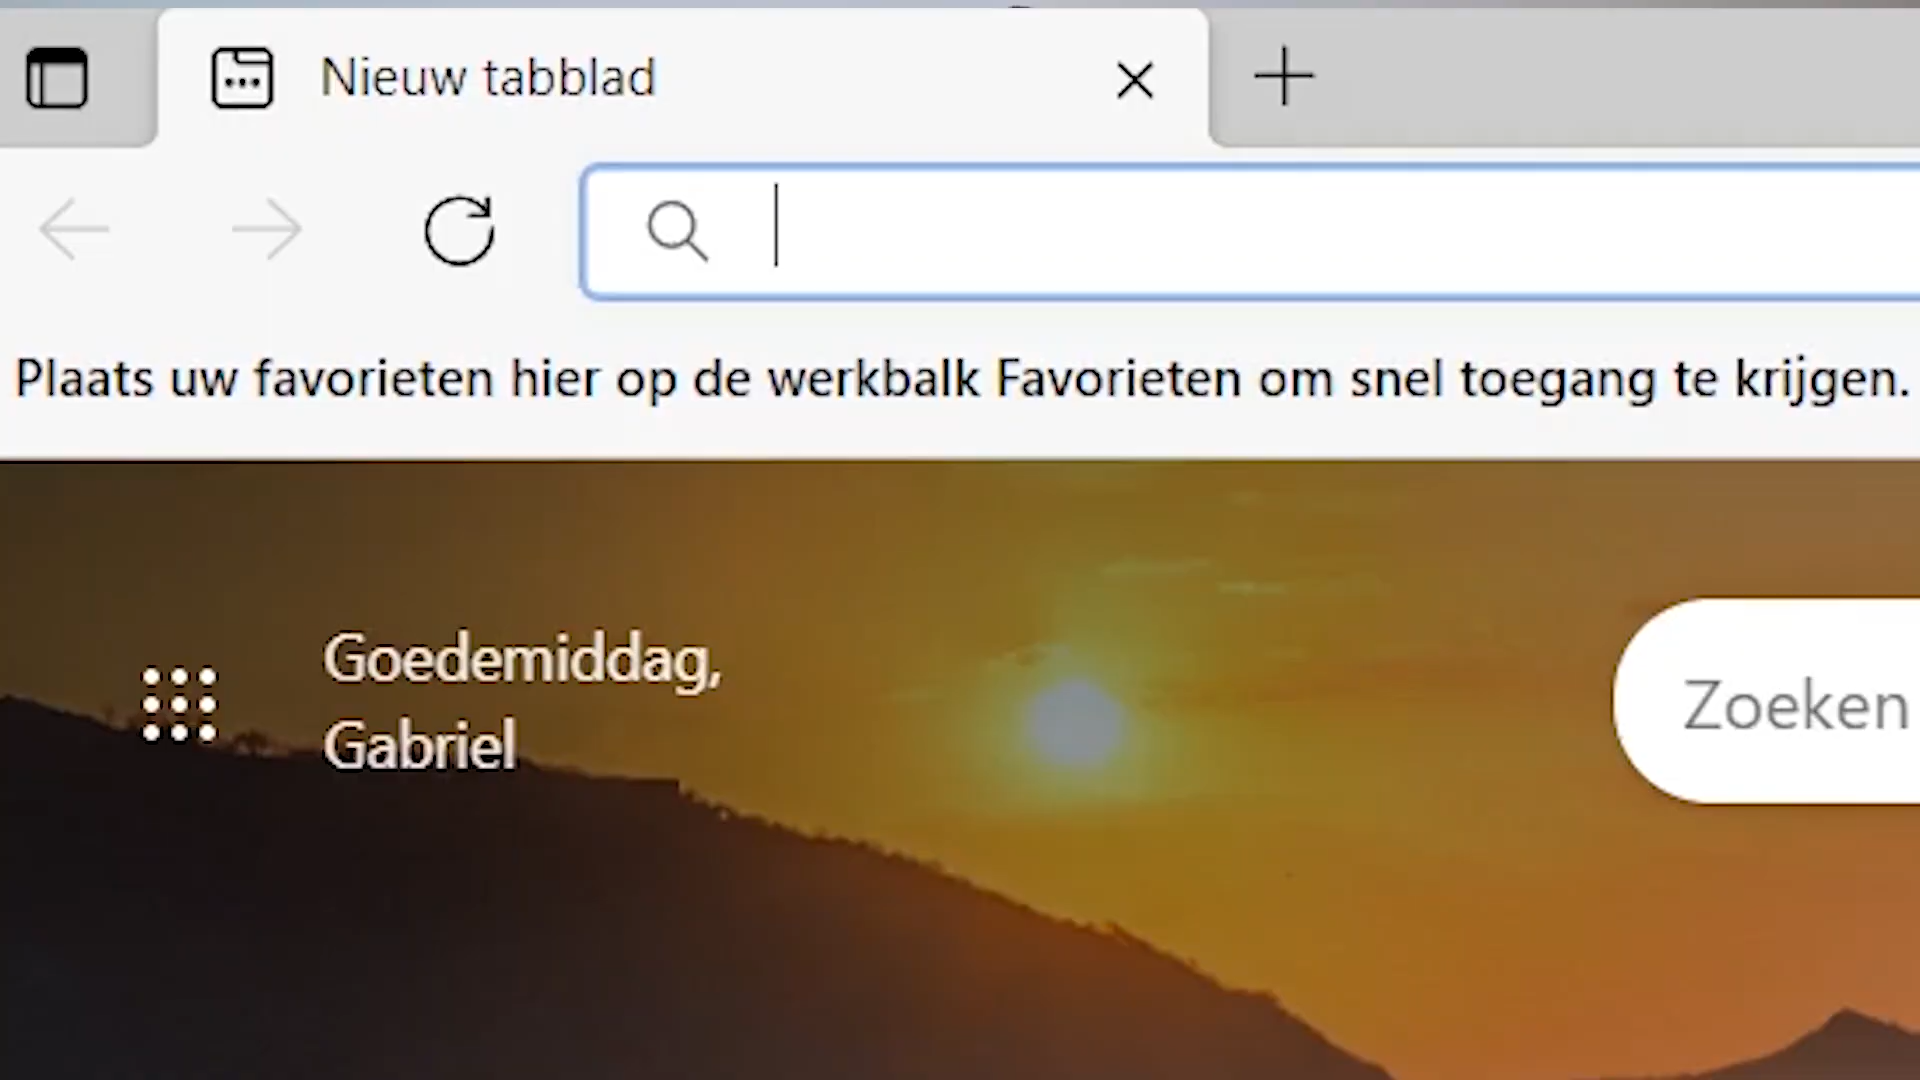 Nieuw tabblad
Plaats uw favorieten hier op de werkbalk Favorieten om snel toegang te krijgen.
Goedemiddag,
Gabriel
Zoeken